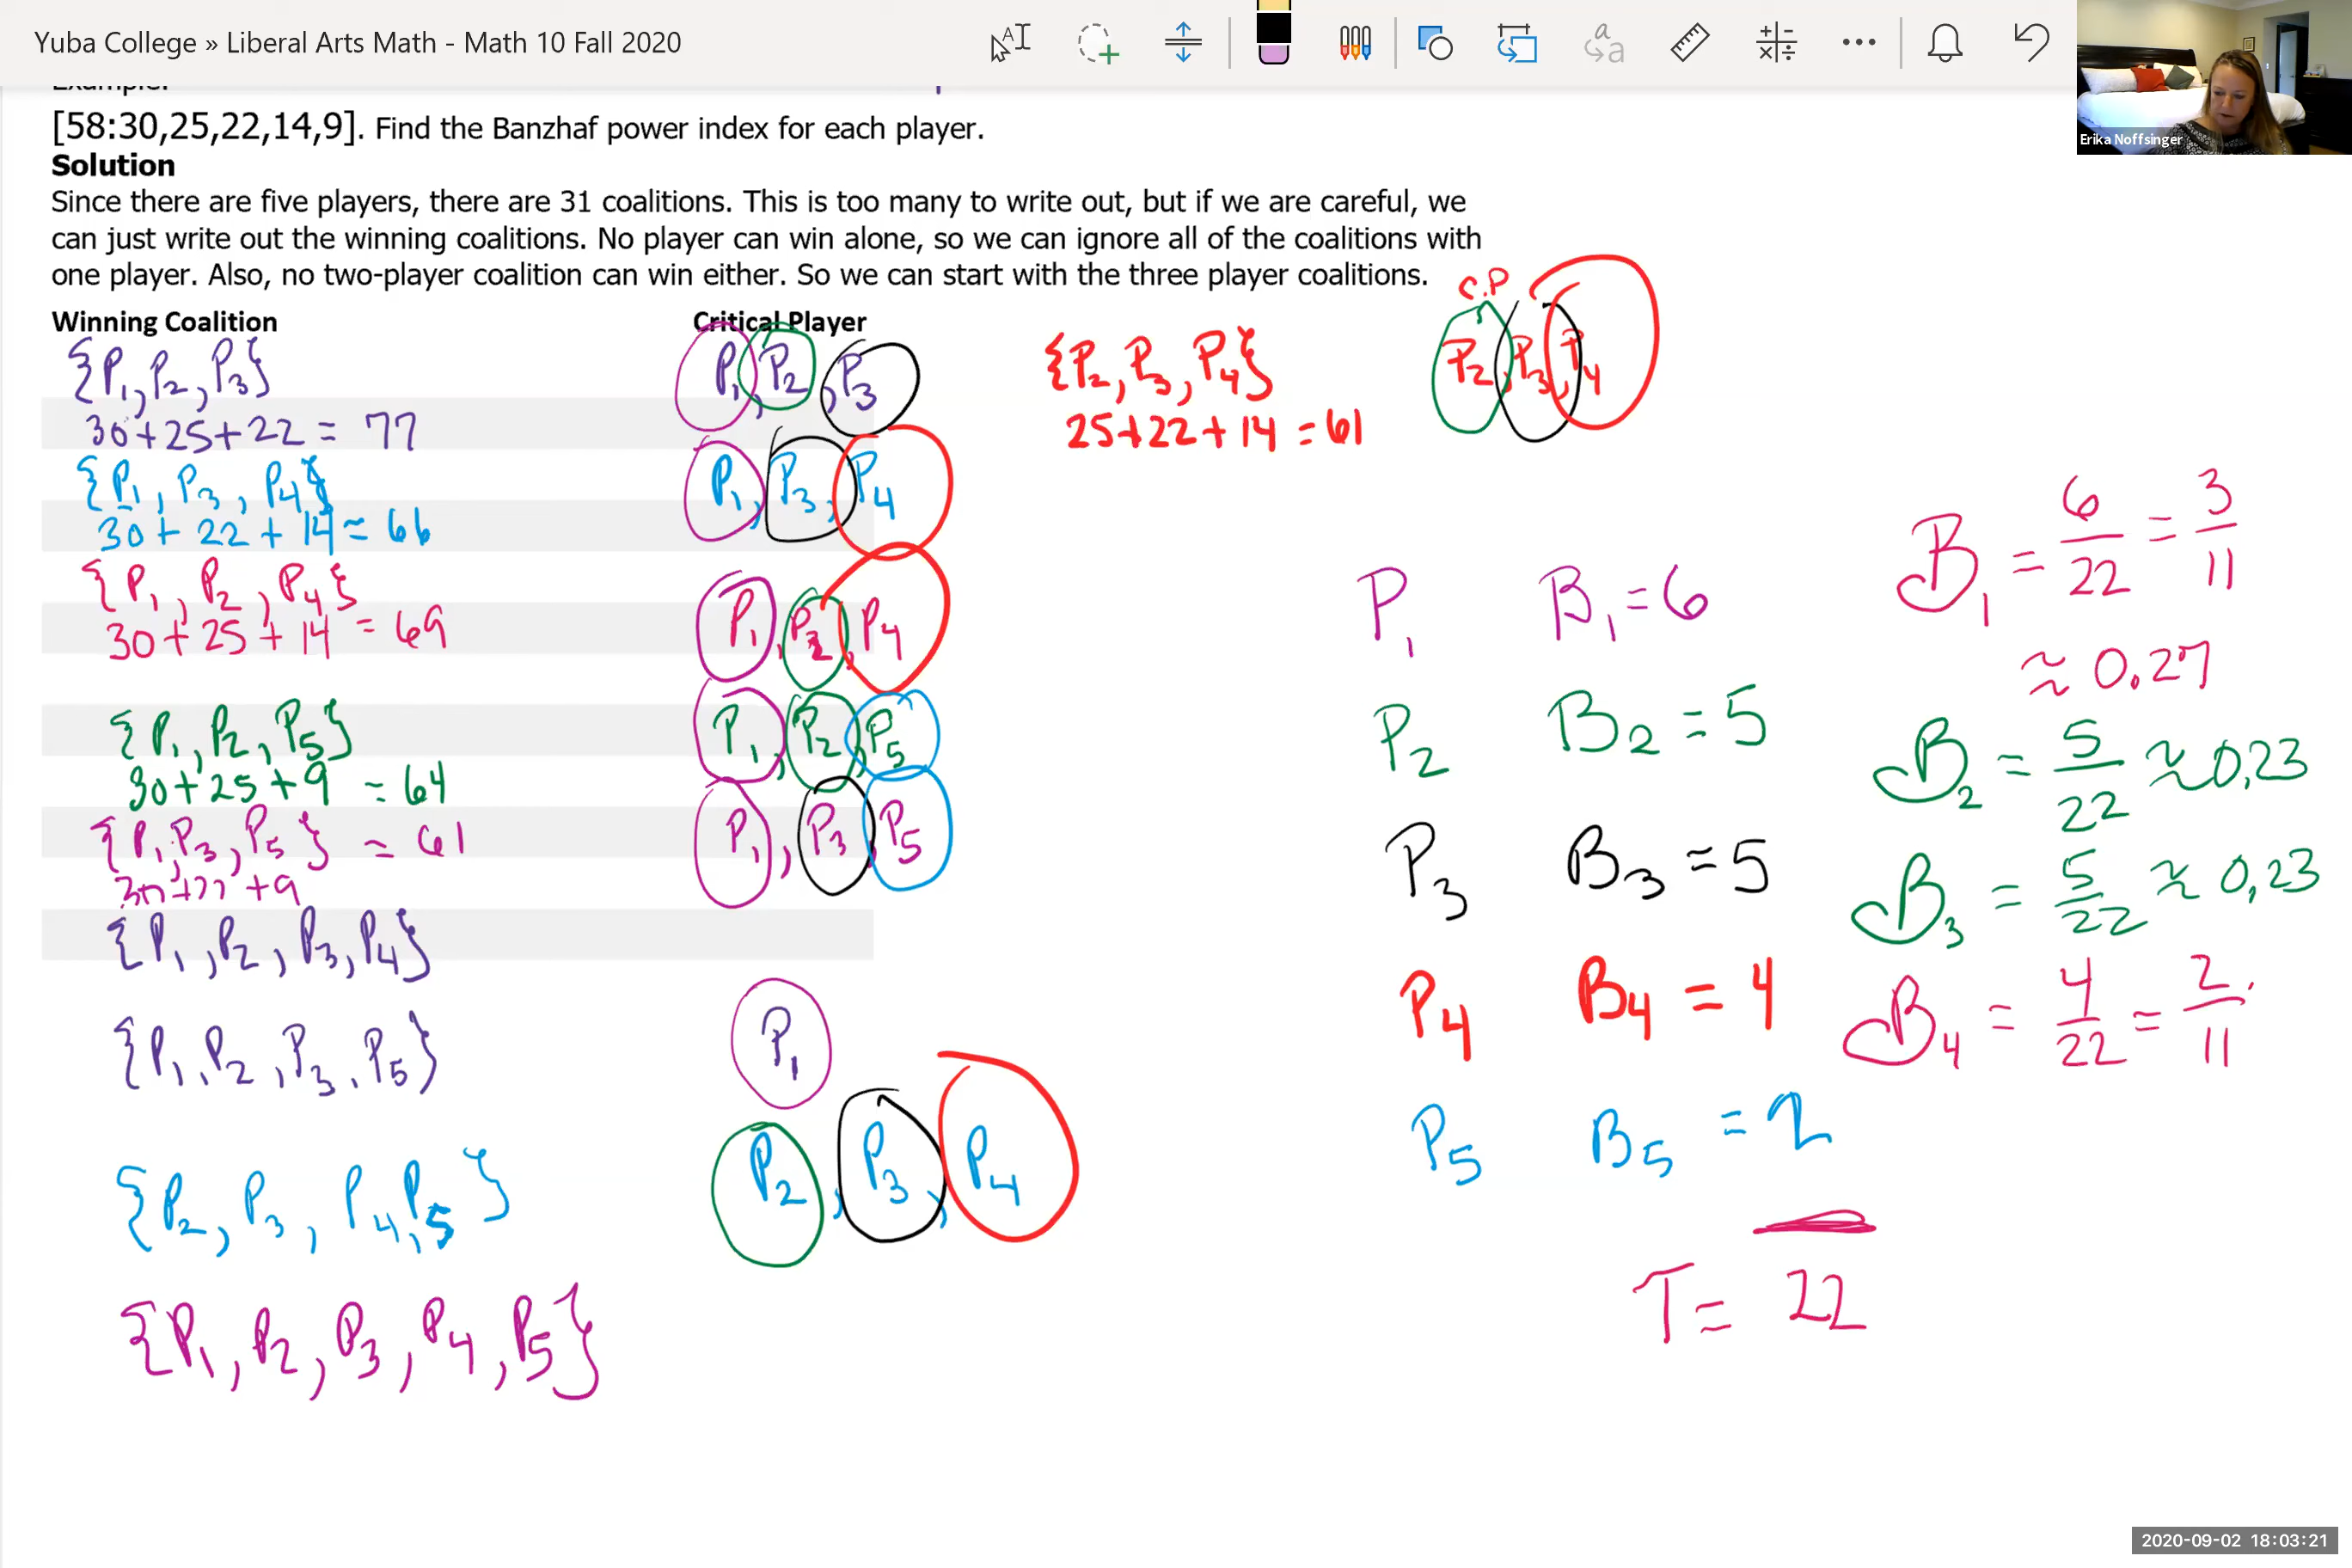 Yuba College » Liberal Arts Math - Math 10 Fall 2020
Erika Noffsinger
Example:
[58:30,25,22,14,9]. Find the Banzhaf power index for each player.
Solution
Since there are five players, there are 31 coalitions. This is too many to write out, but if we are careful, we
can just write out the winning coalitions. No player can win alone, so we can ignore all of the coalitions with
one player. Also, no two-player coalition can win either. So we can start with the three player coalitions.
Winning Coalition
Critical Player
{P1, P2, P3}
30+25+22 = 77
P1, P2, P3
{P1, P3, P4}
30 + 22 + 14 = 66
P1, P3, P4
{P1, P2, P4}
30 + 25 + 14 = 69
P1, P2, P4
{P1, P2, P5}
30+25+9 = 64
P1, P2, P5
{P1, P3, P5} = 61
30+22+9
P1, P3, P5
{P1, P2, P3, P4}
{P1, P2, P3, P5}
P1
{P2, P3, P4, P5}
P2, P3, P4
{P1, P2, P3, P4, P5}
C.P
{P2, P3, P4}
25+22+14 = 61
P2, P3, P4
P1 B1 = 6
P2 B2 = 5
P3 B3 = 5
P4 B4 = 4
P5 B5 = 2
T = 22
B1 = 6/22 = 3/11
≈ 0.27
B2 = 5/22 ≈ 0.23
B3 = 5/22 ≈ 0.23
B4 = 4/22 = 2/11
2020-09-02 18:03:21